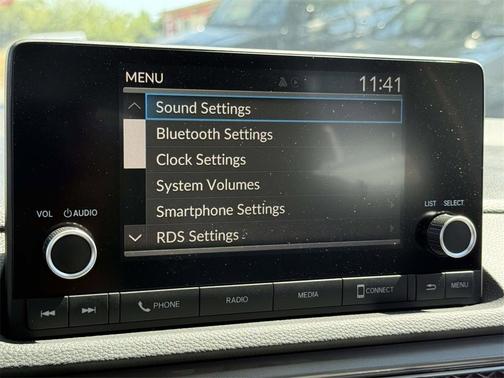 MENU 11:41
Sound Settings
Bluetooth Settings
Clock Settings
System Volumes
Smartphone Settings
RDS Settings
VOL AUDIO
LIST SELECT
PHONE RADIO MEDIA CONNECT MENU